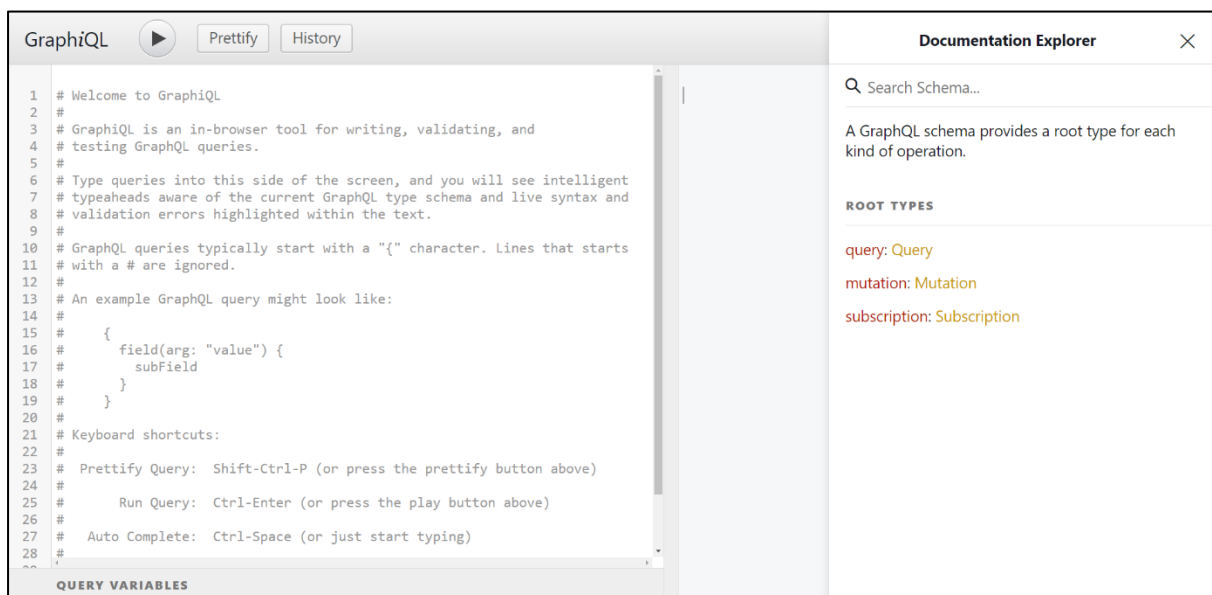 GraphiQL
Prettify
History
1 # Welcome to GraphiQL
2 #
3 # GraphiQL is an in-browser tool for writing, validating, and
4 # testing GraphQL queries.
5 #
6 # Type queries into this side of the screen, and you will see intelligent
7 # typeaheads aware of the current GraphQL type schema and live syntax and
8 # validation errors highlighted within the text.
9 #
10 # GraphQL queries typically start with a "{" character. Lines that starts
11 # with a # are ignored.
12 #
13 # An example GraphQL query might look like:
14 #
15 #     {
16 #       field(arg: "value") {
17 #         subField
18 #       }
19 #     }
20 #
21 # Keyboard shortcuts:
22 #
23 #  Prettify Query:  Shift-Ctrl-P (or press the prettify button above)
24 #
25 #       Run Query:  Ctrl-Enter (or press the play button above)
26 #
27 #   Auto Complete:  Ctrl-Space (or just start typing)
28 #
QUERY VARIABLES
Documentation Explorer
Search Schema...
A GraphQL schema provides a root type for each
kind of operation.
ROOT TYPES
query: Query
mutation: Mutation
subscription: Subscription